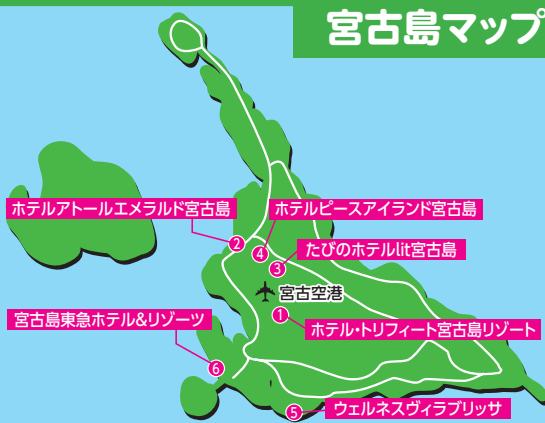 宮古島マップ
ホテルアトールエメラルド宮古島
ホテルピースアイランド宮古島
2
4
たびのホテルlit宮古島
3
宮古空港
1
宮古島東急ホテル&リゾーツ
ホテル・トリフィート宮古島リゾート
6
5
ウェルネスヴィラブリッサ